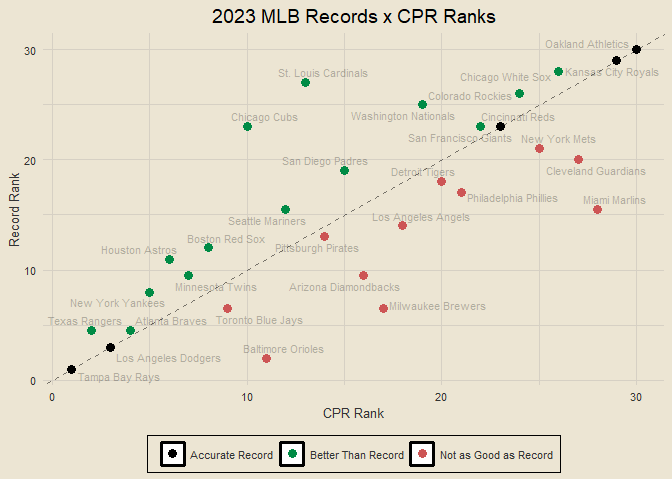 2023 MLB Records x CPR Ranks
30
Oakland Athletics
St. Louis Cardinals
Chicago White Sox
Kansas City Royals
Colorado Rockies
Chicago Cubs
Washington Nationals
Cincinnati Reds
San Francisco Giants
New York Mets
20
San Diego Padres
Detroit Tigers
Cleveland Guardians
Record Rank
Philadelphia Phillies
Miami Marlins
Seattle Mariners
Los Angeles Angels
Boston Red Sox
Houston Astros
Pittsburgh Pirates
10
Minnesota Twins
Arizona Diamondbacks
New York Yankees
Milwaukee Brewers
Texas Rangers
Atlanta Braves
Toronto Blue Jays
Baltimore Orioles
Los Angeles Dodgers
Tampa Bay Rays
0
0 10 20 30
CPR Rank
Accurate Record Better Than Record Not as Good as Record